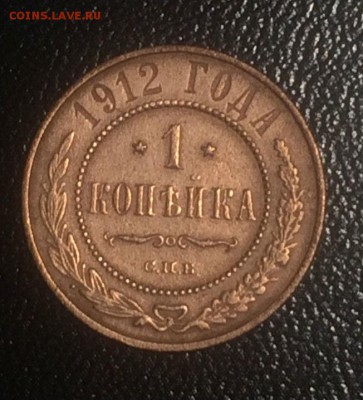 COINS.LAVE.RU
1912 ГОДА
* 1 *
КОПѢЙКА
С.П.Б.